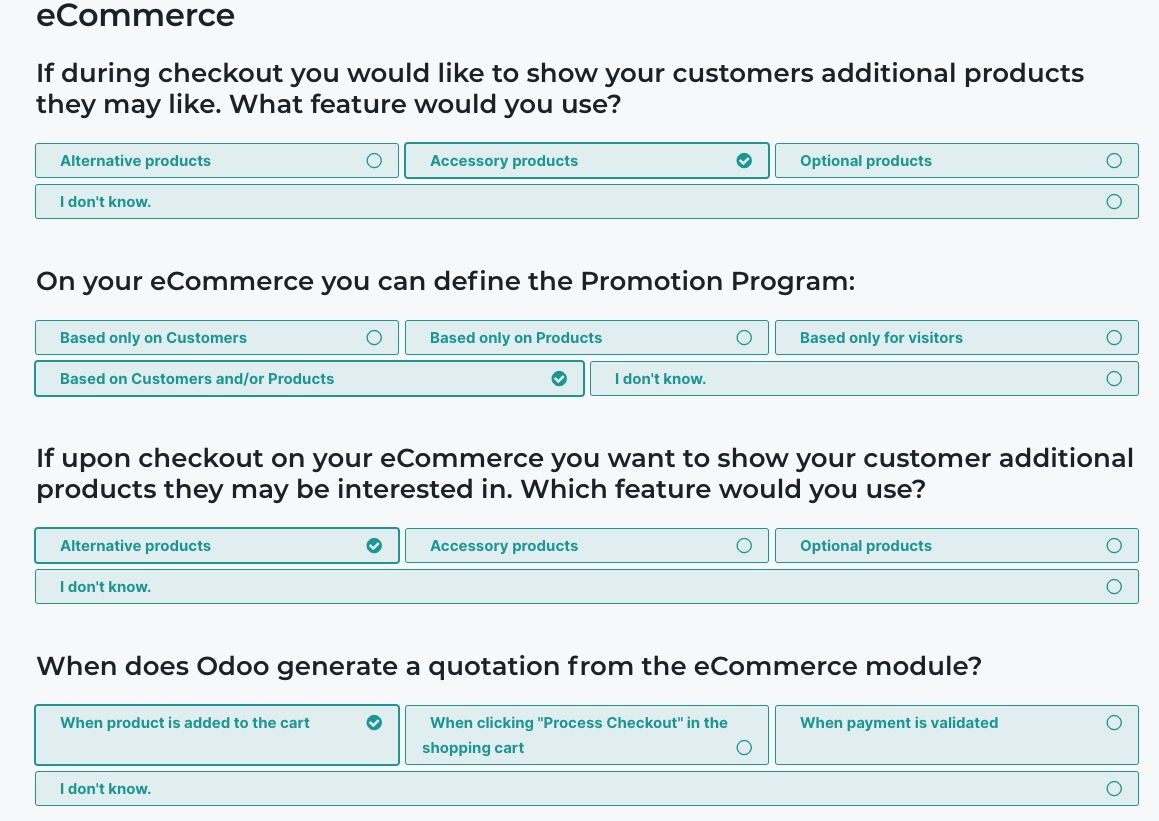 eCommerce
If during checkout you would like to show your customers additional products
they may like. What feature would you use?
Alternative products
Accessory products
Optional products
I don't know.
On your eCommerce you can define the Promotion Program:
Based only on Customers
Based only on Products
Based only for visitors
Based on Customers and/or Products
I don't know.
If upon checkout on your eCommerce you want to show your customer additional
products they may be interested in. Which feature would you use?
Alternative products
Accessory products
Optional products
I don't know.
When does Odoo generate a quotation from the eCommerce module?
When product is added to the cart
When clicking "Process Checkout" in the
shopping cart
When payment is validated
I don't know.